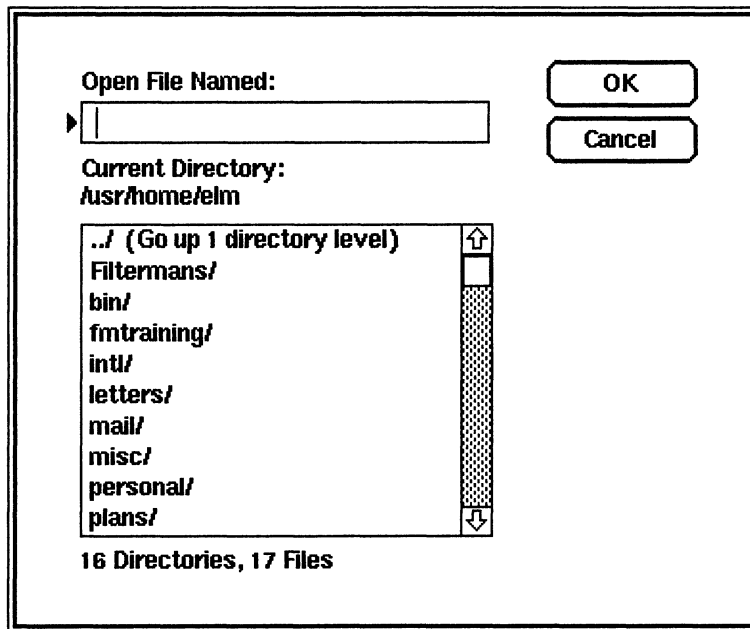 Open File Named:
OK
Cancel
Current Directory:
/usr/home/elm
../ (Go up 1 directory level)
Filtermans/
bin/
fmtraining/
intl/
letters/
mail/
misc/
personal/
plans/
16 Directories, 17 Files